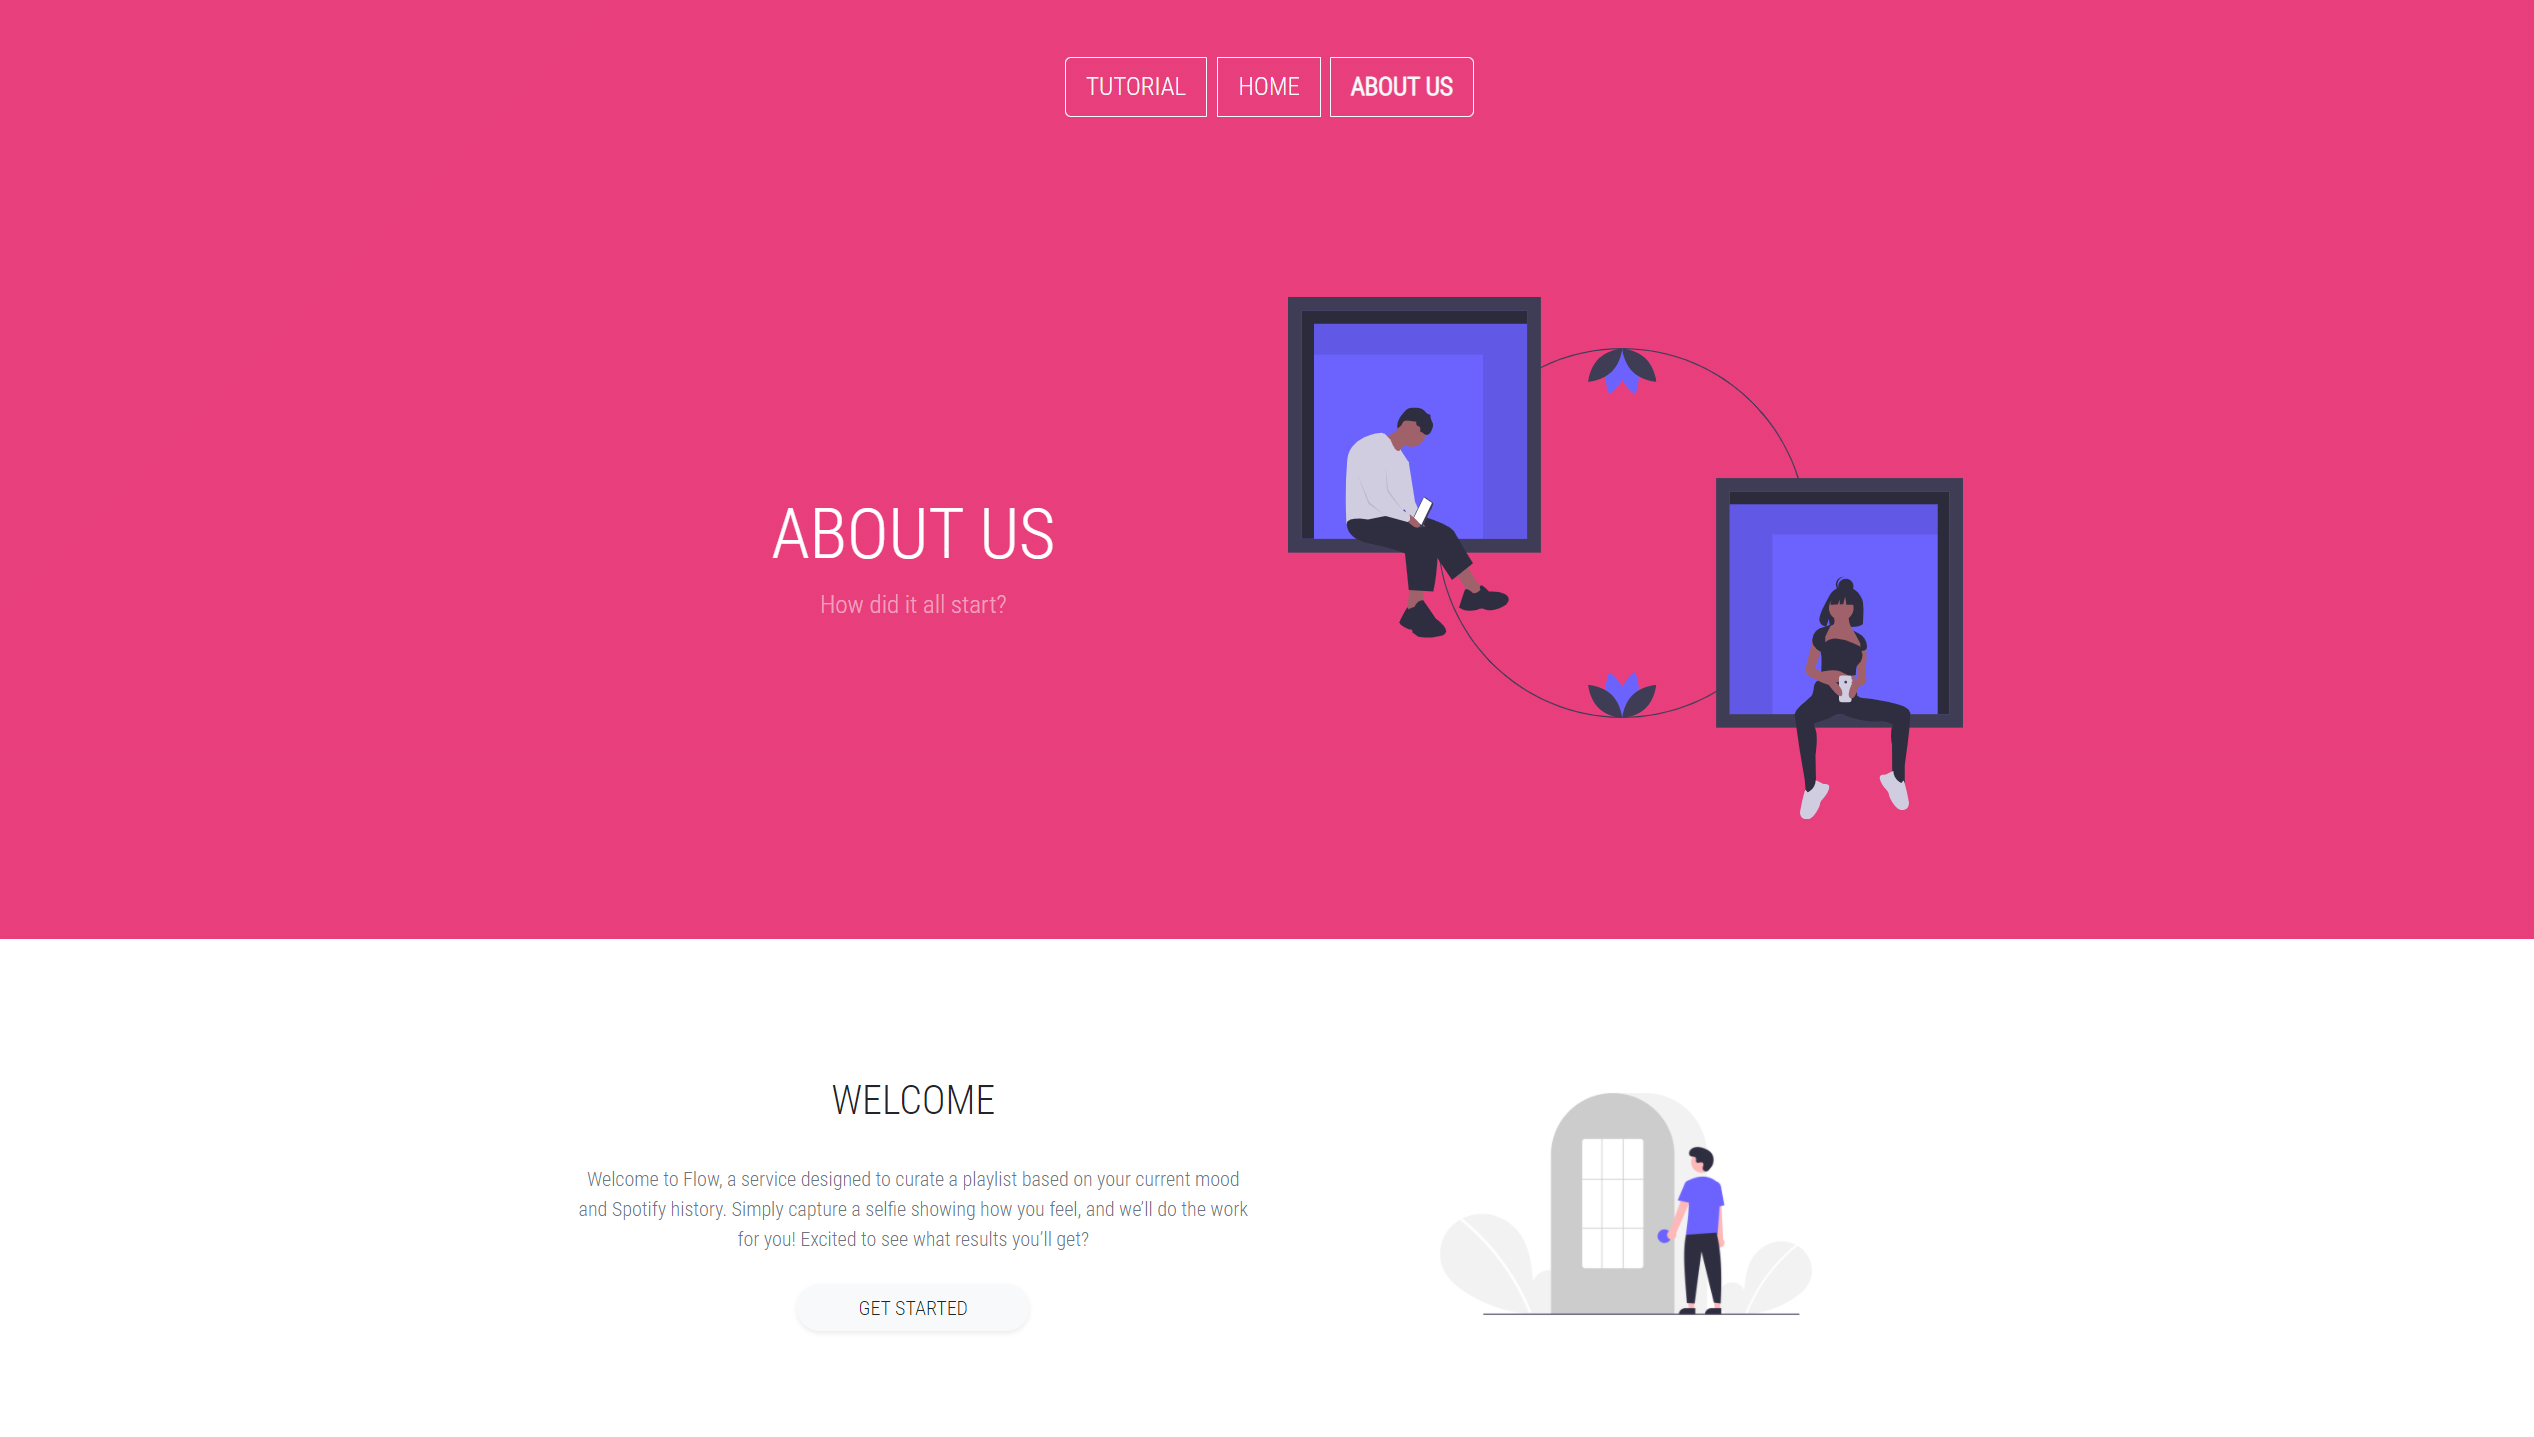 TUTORIAL HOME ABOUT US
ABOUT US
How did it all start?
WELCOME
Welcome to Flow, a service designed to curate a playlist based on your current mood
and Spotify history. Simply capture a selfie showing how you feel, and we’ll do the work
for you! Excited to see what results you’ll get?
GET STARTED